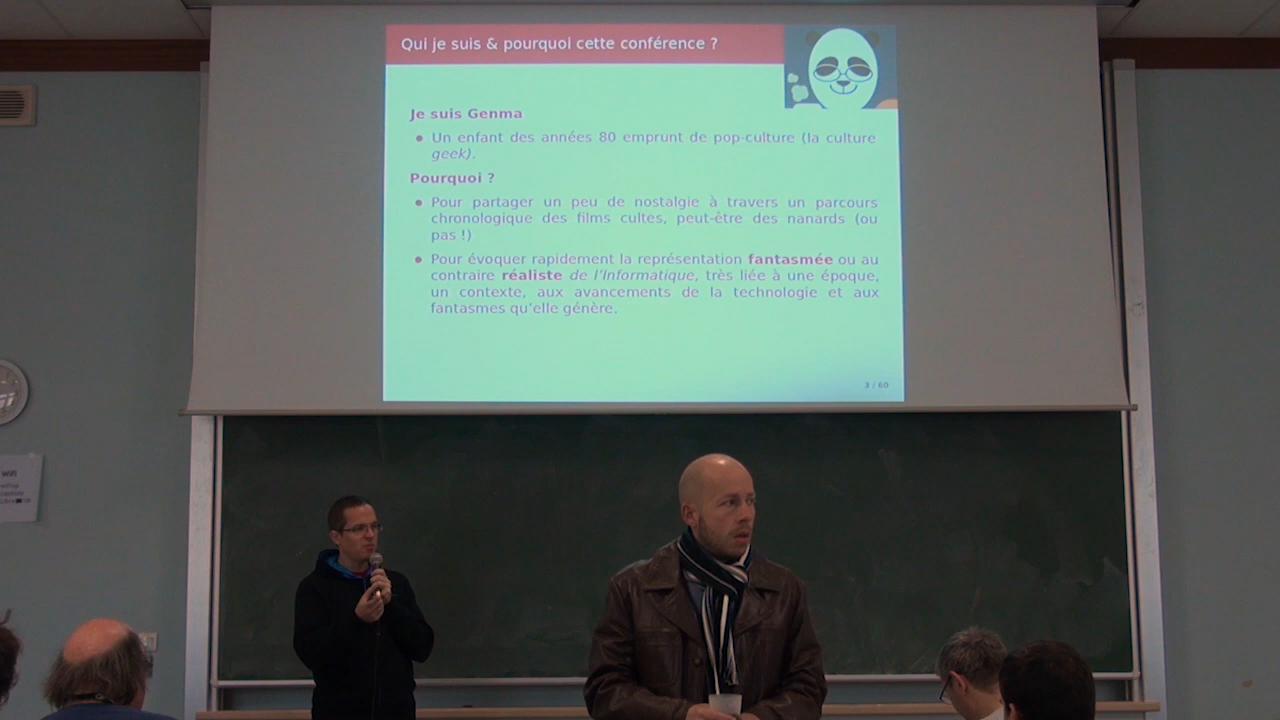 Qui je suis & pourquoi cette conférence ?
Je suis Genma
• Un enfant des années 80 emprunt de pop-culture (la culture
geek).
Pourquoi ?
• Pour partager un peu de nostalgie à travers un parcours
chronologique des films cultes, peut-être des nanards (ou
pas !)
• Pour évoquer rapidement la représentation fantasmée ou au
contraire réaliste de l'Informatique, très liée à une époque,
un contexte, aux avancements de la technologie et aux
fantasmes qu'elle génère.
3 / 60
Wifi